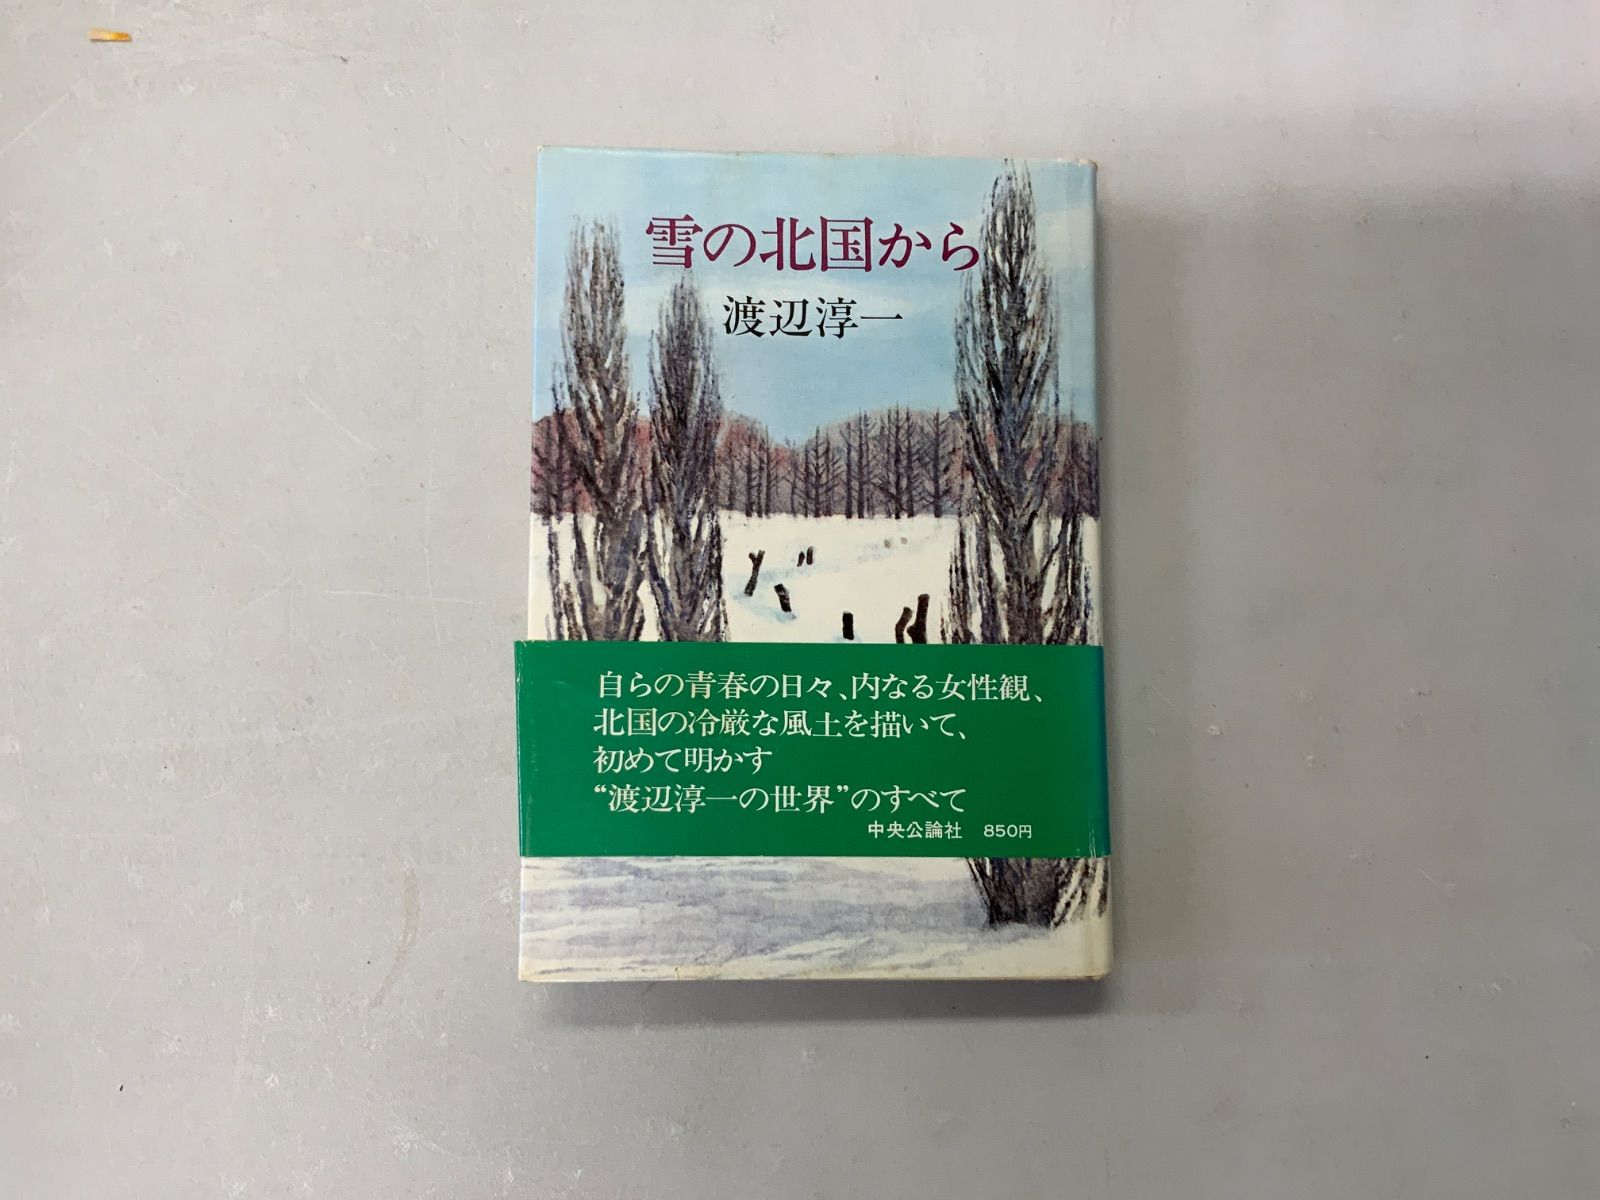 雪の北国から
渡辺淳一
自らの青春の日々、内なる女性観、
北国の冷厳な風土を描いて、
初めて明かす
“渡辺淳一の世界”のすべて
中央公論社 850円